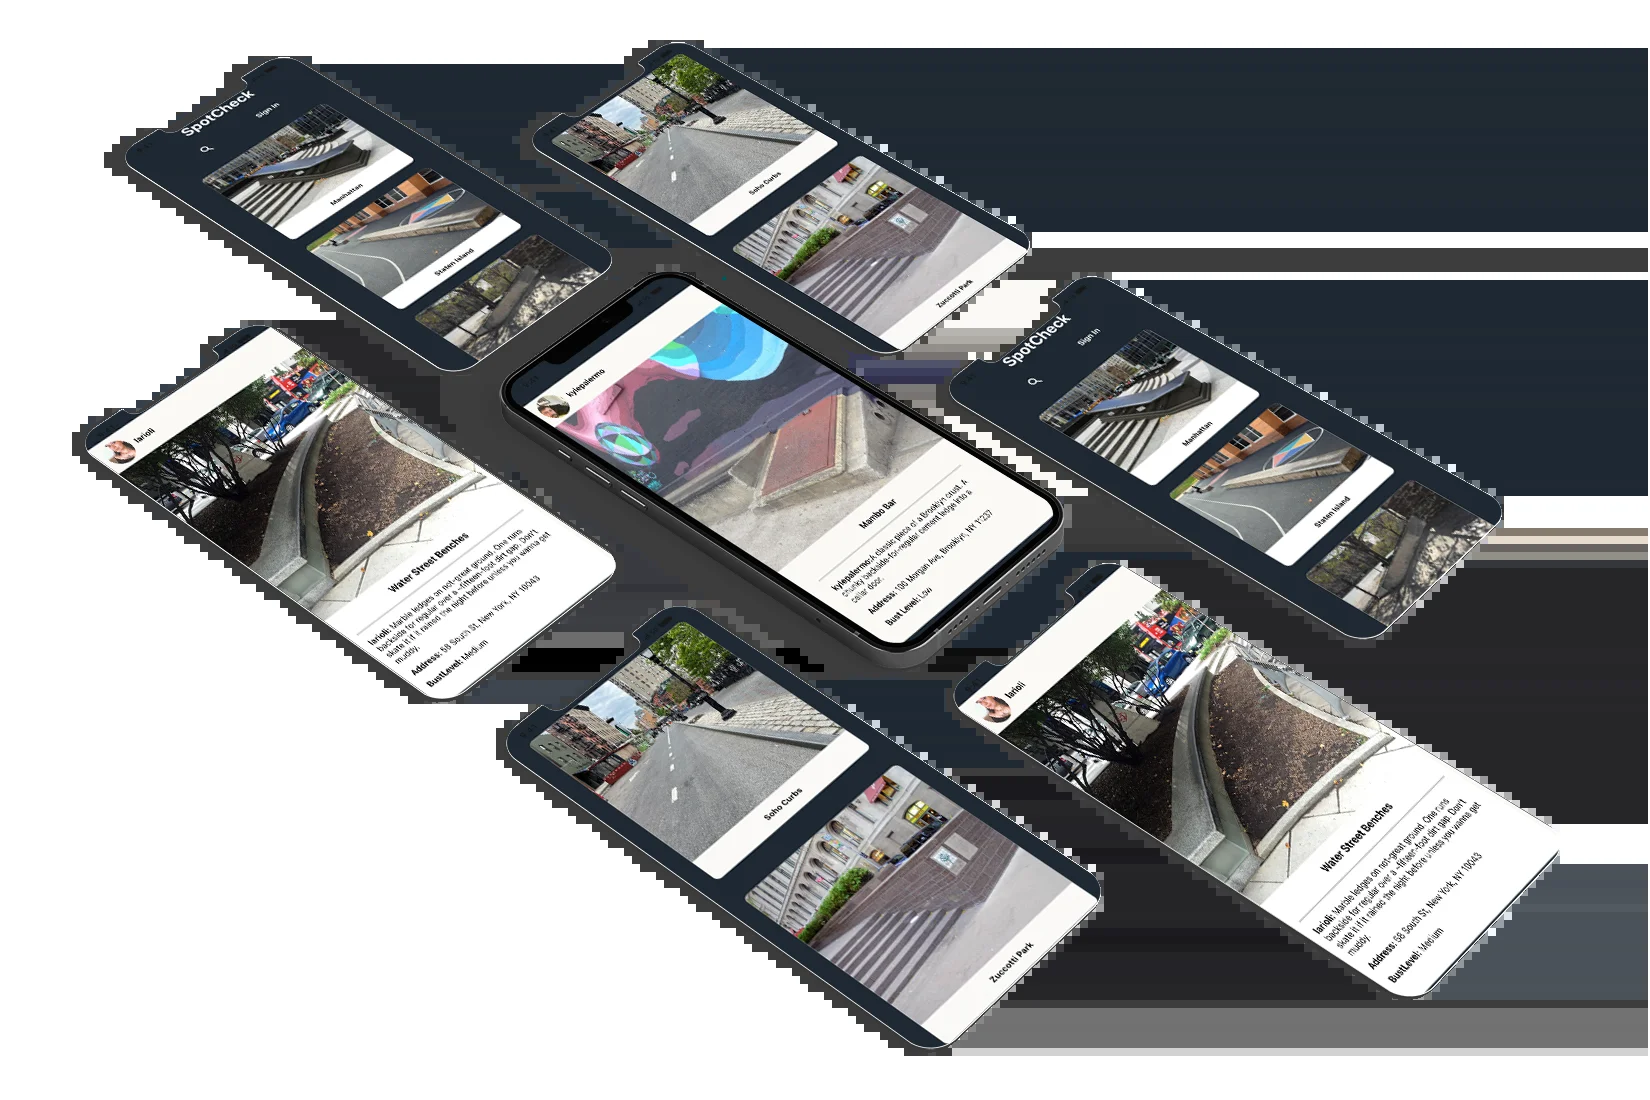 SpotCheck
Sign in
Manhattan
Staten Island
Soho Curbs
Zuccotti Park
larioli
Water Street Benches
larioli: Marble ledges on not-great ground. One runs
backside for regular over a ~fifteen-foot dirt gap. Don't
skate it if it rained the night before unless you wanna get
muddy.
Address: 58 South St, New York, NY 10043
BustLevel: Medium
kylepalermo
Mambo Bar
kylepalermo: A classic piece of a Brooklyn crust. A
chunky backside-for-regular cement ledge into a
cellar door.
Address: 100 Morgan Ave, Brooklyn, NY 11237
Bust Level: Low
SpotCheck
Sign in
Manhattan
Staten Island
Soho Curbs
Zuccotti Park
larioli
Water Street Benches
larioli: Marble ledges on not-great ground. One runs
backside for regular over a ~fifteen-foot dirt gap. Don't
skate it if it rained the night before unless you wanna get
muddy.
Address: 58 South St, New York, NY 10043
BustLevel: Medium